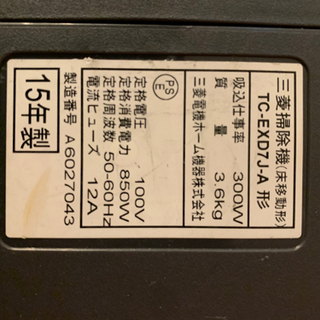 三菱掃除機(床移動形)
TC-EXD7J-A 形
吸込仕事率 300W
質量 3.6kg
三菱電機ホーム機器株式会社
PS
E
定格電圧 100V
定格消費電力 850W
定格周波数 50-60Hz
電流ヒューズ 12A
製造番号 A6027043
15年製